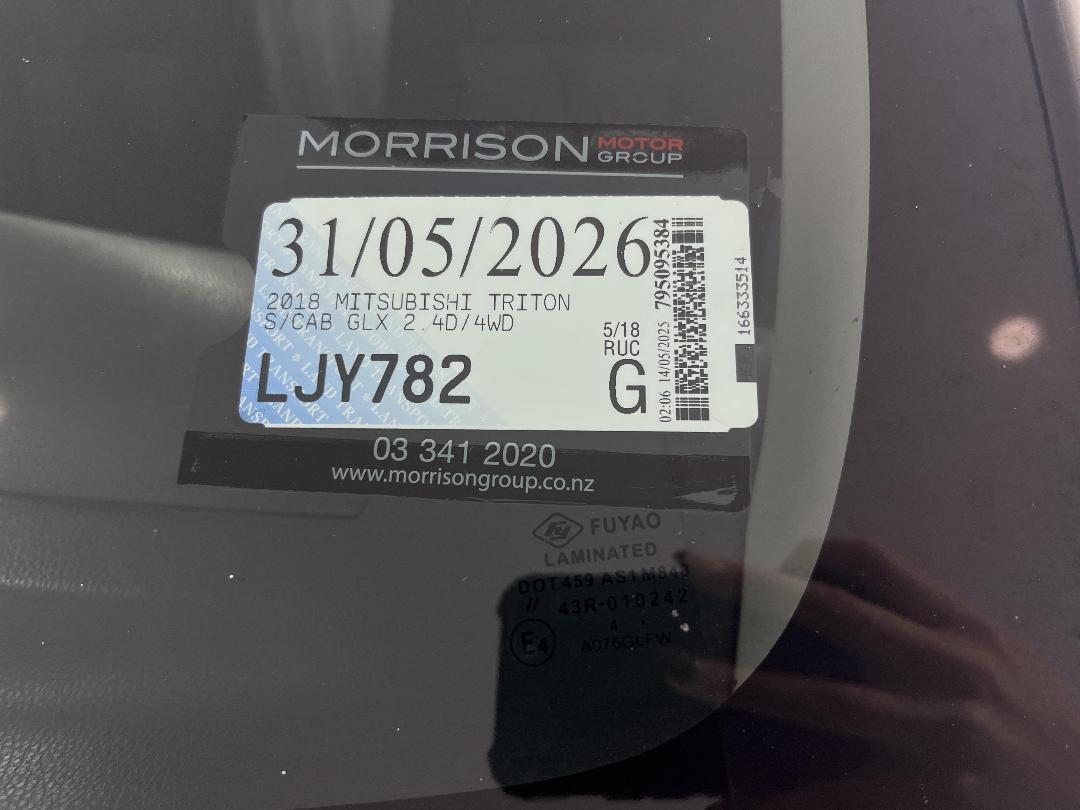 MORRISON MOTOR GROUP
31/05/2026
2018 MITSUBISHI TRITON
S/CAB GLX 2.4D/4WD
5/18
RUC
LJY782
G
02:06 14/05/2025 795095384
166333514
03 341 2020
www.morrisongroup.co.nz
Fy FUYAO
LAMINATED
DOT459 AS1M843
// 43R-010242
4
E4
A076GLFW